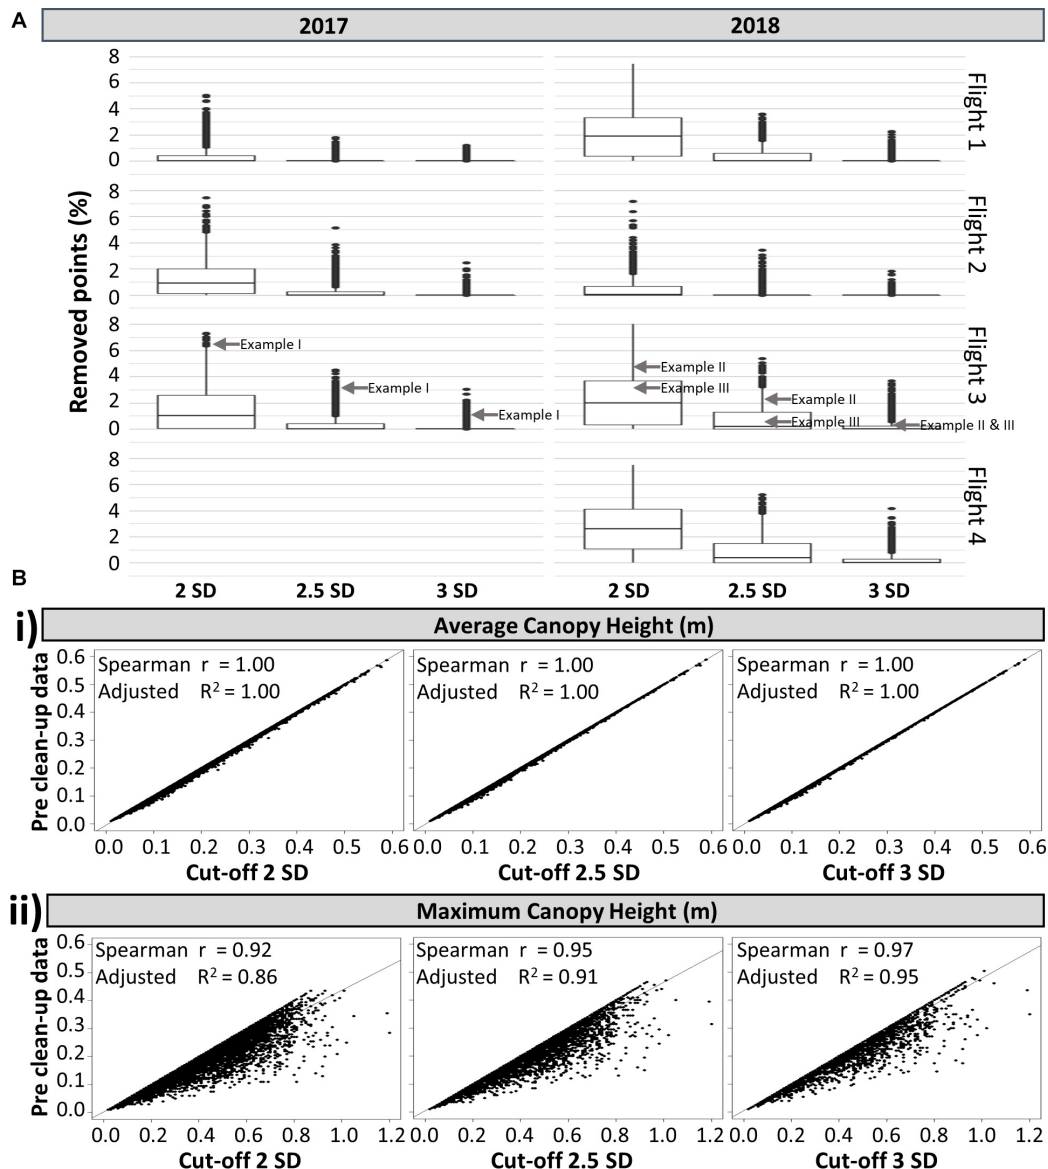 A
2017 2018
8 6 4 2 0 Flight 1
8 6 4 2 0 Flight 2
8 6 4 2 0 Flight 3
8 6 4 2 0 Flight 4
Removed points (%)
Example I
Example I
Example I
Example II
Example III
Example II
Example III
Example II & III
2 SD 2.5 SD 3 SD 2 SD 2.5 SD 3 SD
B
i) Average Canopy Height (m)
Pre clean-up data
0.6 0.5 0.4 0.3 0.2 0.1 0.0
Spearman r = 1.00
Adjusted R² = 1.00
Spearman r = 1.00
Adjusted R² = 1.00
Spearman r = 1.00
Adjusted R² = 1.00
0.0 0.1 0.2 0.3 0.4 0.5 0.6 0.0 0.1 0.2 0.3 0.4 0.5 0.6 0.0 0.1 0.2 0.3 0.4 0.5 0.6
Cut-off 2 SD Cut-off 2.5 SD Cut-off 3 SD
ii) Maximum Canopy Height (m)
Pre clean-up data
0.6 0.5 0.4 0.3 0.2 0.1 0.0
Spearman r = 0.92
Adjusted R² = 0.86
Spearman r = 0.95
Adjusted R² = 0.91
Spearman r = 0.97
Adjusted R² = 0.95
0.0 0.2 0.4 0.6 0.8 1.0 1.2 0.0 0.2 0.4 0.6 0.8 1.0 1.2 0.0 0.2 0.4 0.6 0.8 1.0 1.2
Cut-off 2 SD Cut-off 2.5 SD Cut-off 3 SD